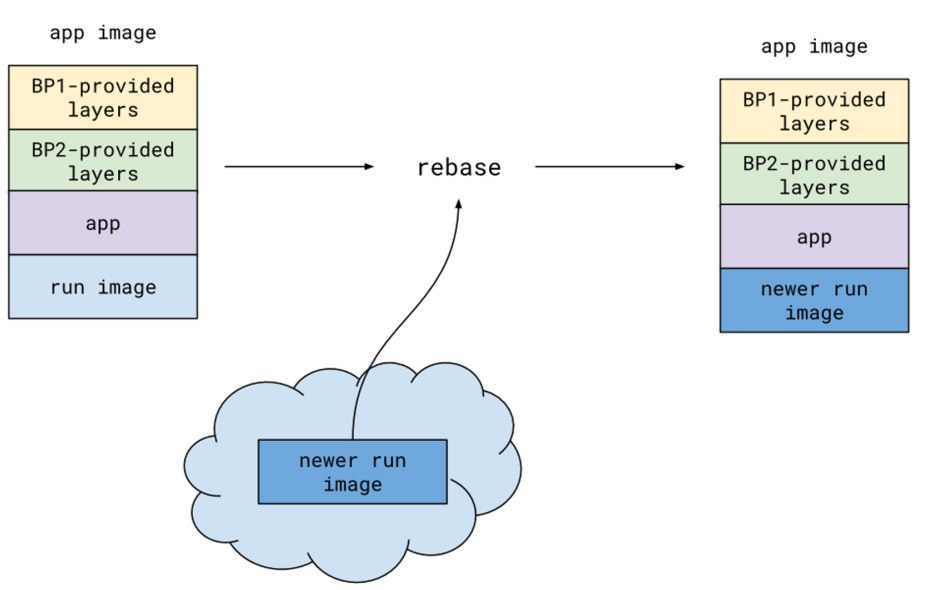 app image
BP1-provided
layers
BP2-provided
layers
app
run image
rebase
newer run
image
app image
BP1-provided
layers
BP2-provided
layers
app
newer run
image